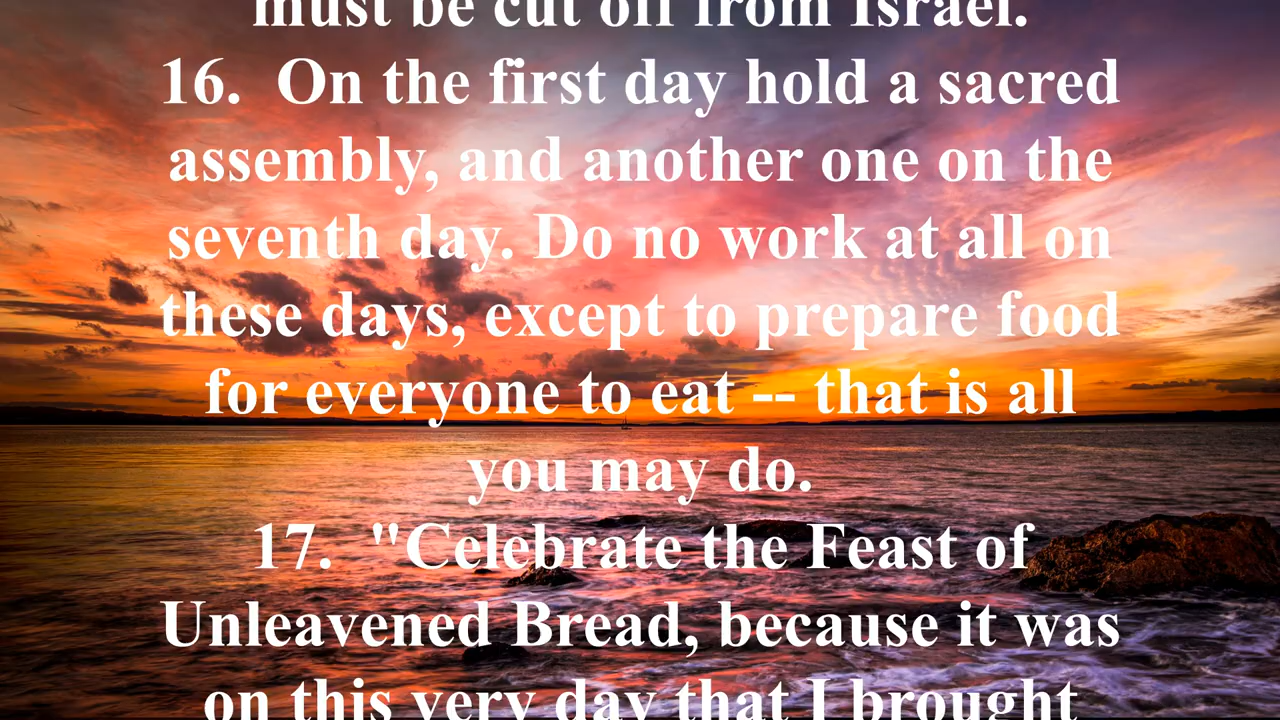 must be cut off from Israel.
16.  On the first day hold a sacred
assembly, and another one on the
seventh day. Do no work at all on
these days, except to prepare food
for everyone to eat -- that is all
you may do.
17.  "Celebrate the Feast of
Unleavened Bread, because it was
on this very day that I brought